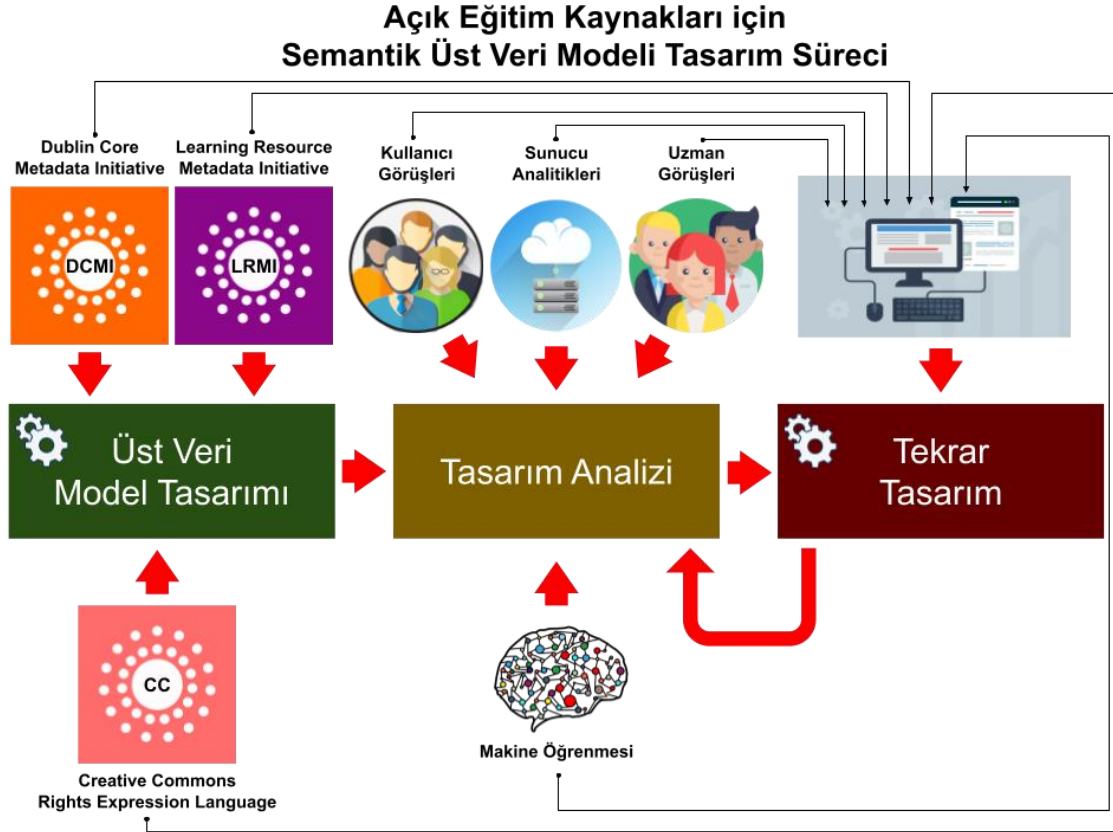 Açık Eğitim Kaynakları için
Semantik Üst Veri Modeli Tasarım Süreci
Dublin Core
Metadata Initiative
Learning Resource
Metadata Initiative
Kullanıcı
Görüşleri
Sunucu
Analitikleri
Uzman
Görüşleri
DCMI
LRMI
Üst Veri
Model Tasarımı
Tasarım Analizi
Tekrar
Tasarım
CC
Creative Commons
Rights Expression Language
Makine Öğrenmesi